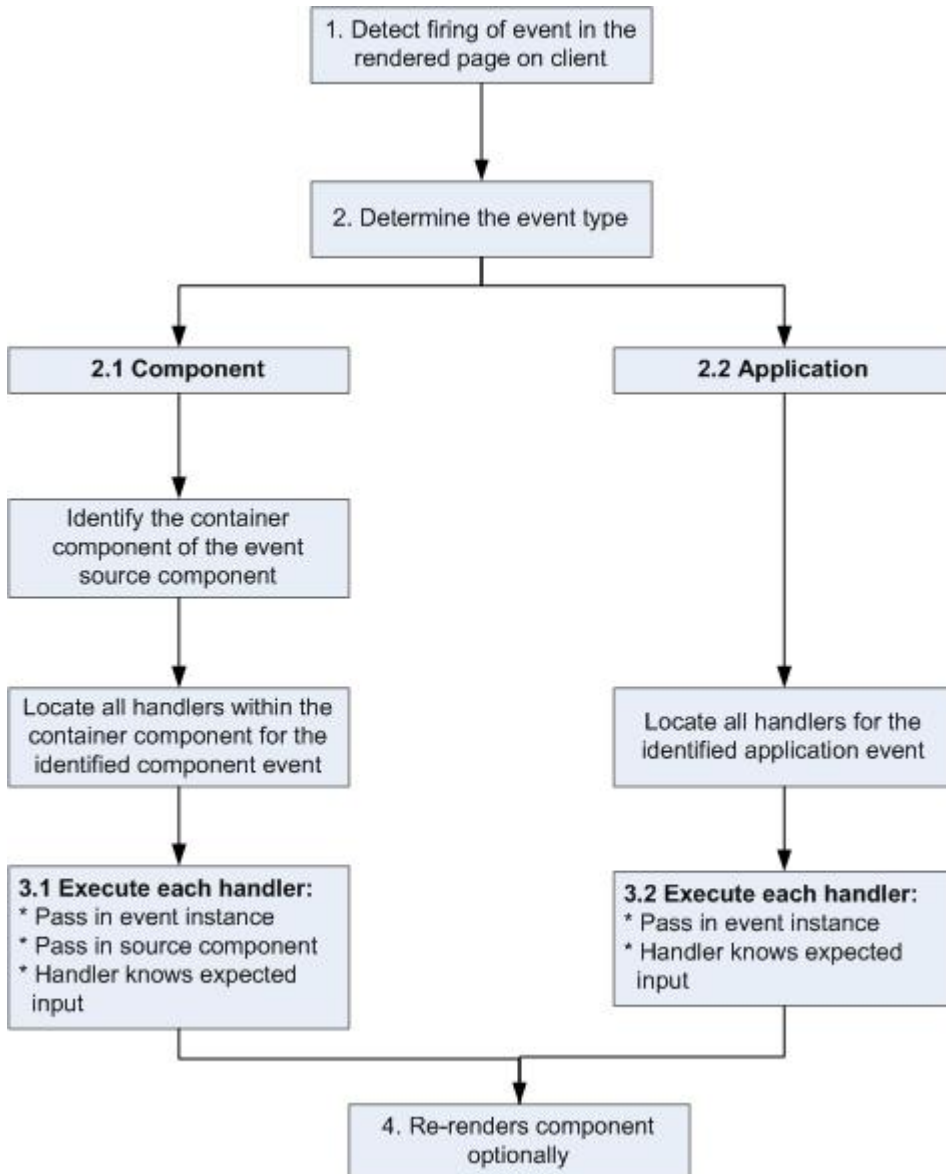 1. Detect firing of event in the
rendered page on client
2. Determine the event type
2.1 Component
2.2 Application
Identify the container
component of the event
source component
Locate all handlers within the
container component for the
identified component event
Locate all handlers for the
identified application event
3.1 Execute each handler:
* Pass in event instance
* Pass in source component
* Handler knows expected
input
3.2 Execute each handler:
* Pass in event instance
* Handler knows expected
input
4. Re-renders component
optionally